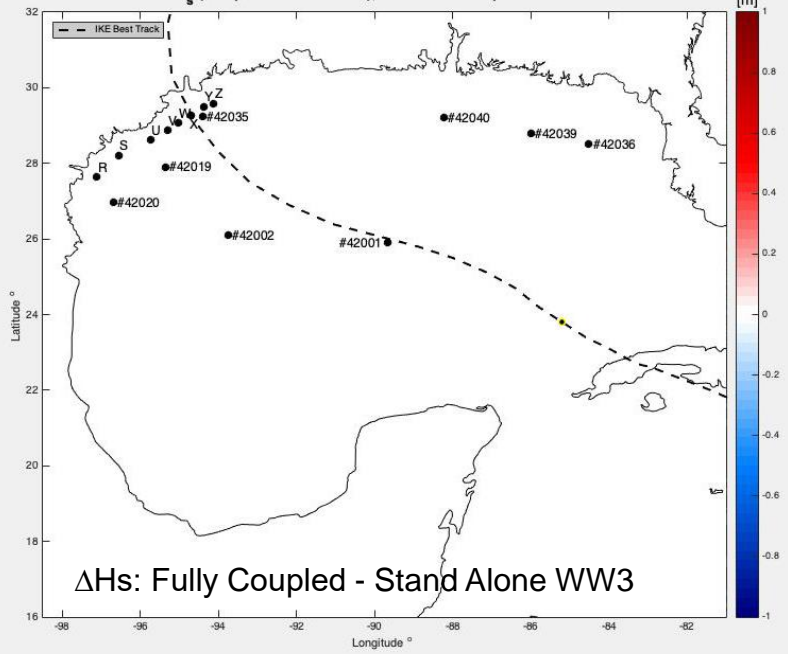 [m]
32
30
28
26
24
22
20
18
16
Latitude °
IKE Best Track
Y Z
W
#42035
V
X
U
S
R
#42019
#42020
#42002
#42001
#42040
#42039
#42036
ΔHs: Fully Coupled - Stand Alone WW3
-98 -96 -94 -92 -90 -88 -86 -84 -82
Longitude °
1
0.8
0.6
0.4
0.2
0
-0.2
-0.4
-0.6
-0.8
-1